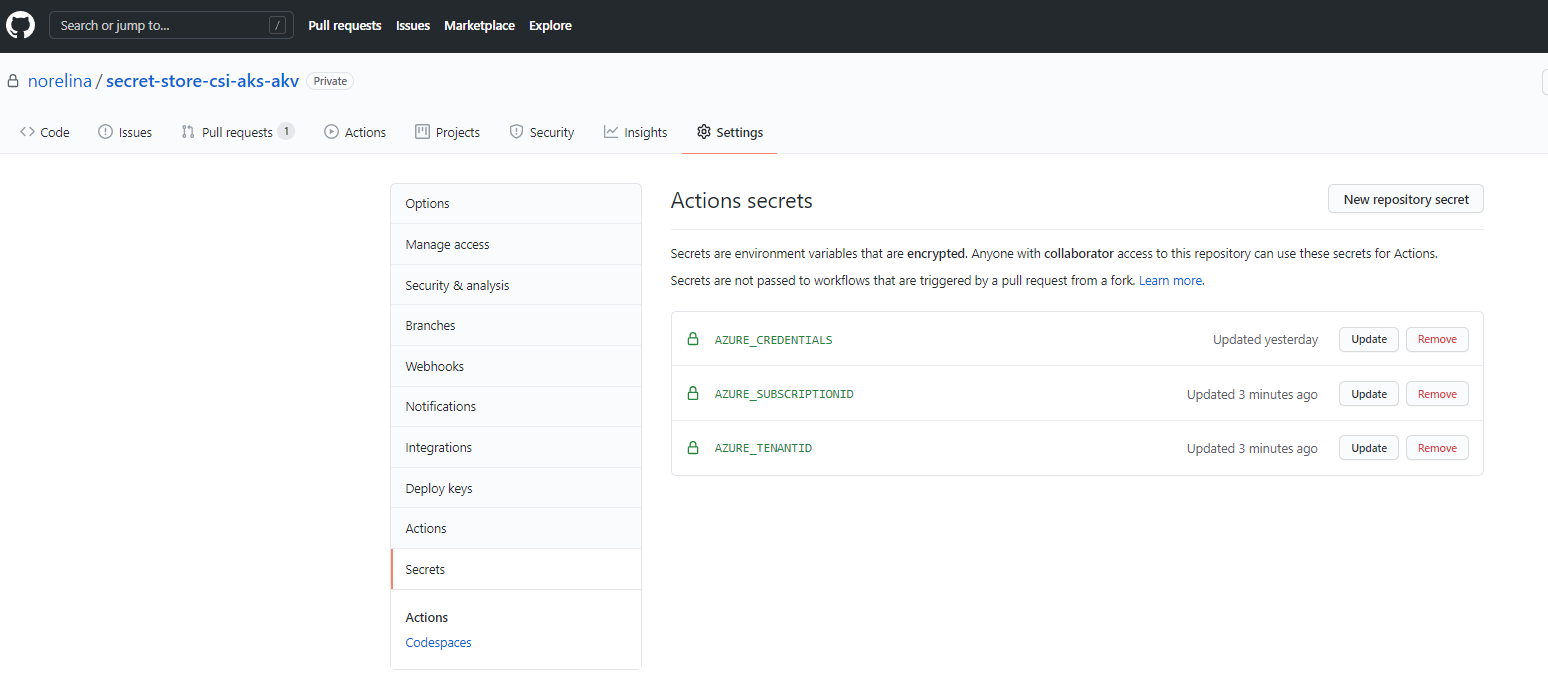 Search or jump to... /
Pull requests Issues Marketplace Explore
norelina / secret-store-csi-aks-akv Private
Code Issues Pull requests 1 Actions Projects Security Insights Settings
Options
Manage access
Security & analysis
Branches
Webhooks
Notifications
Integrations
Deploy keys
Actions
Secrets
Actions
Codespaces
Actions secrets New repository secret
Secrets are environment variables that are encrypted. Anyone with collaborator access to this repository can use these secrets for Actions.
Secrets are not passed to workflows that are triggered by a pull request from a fork. Learn more.
AZURE_CREDENTIALS Updated yesterday Update Remove
AZURE_SUBSCRIPTIONID Updated 3 minutes ago Update Remove
AZURE_TENANTID Updated 3 minutes ago Update Remove